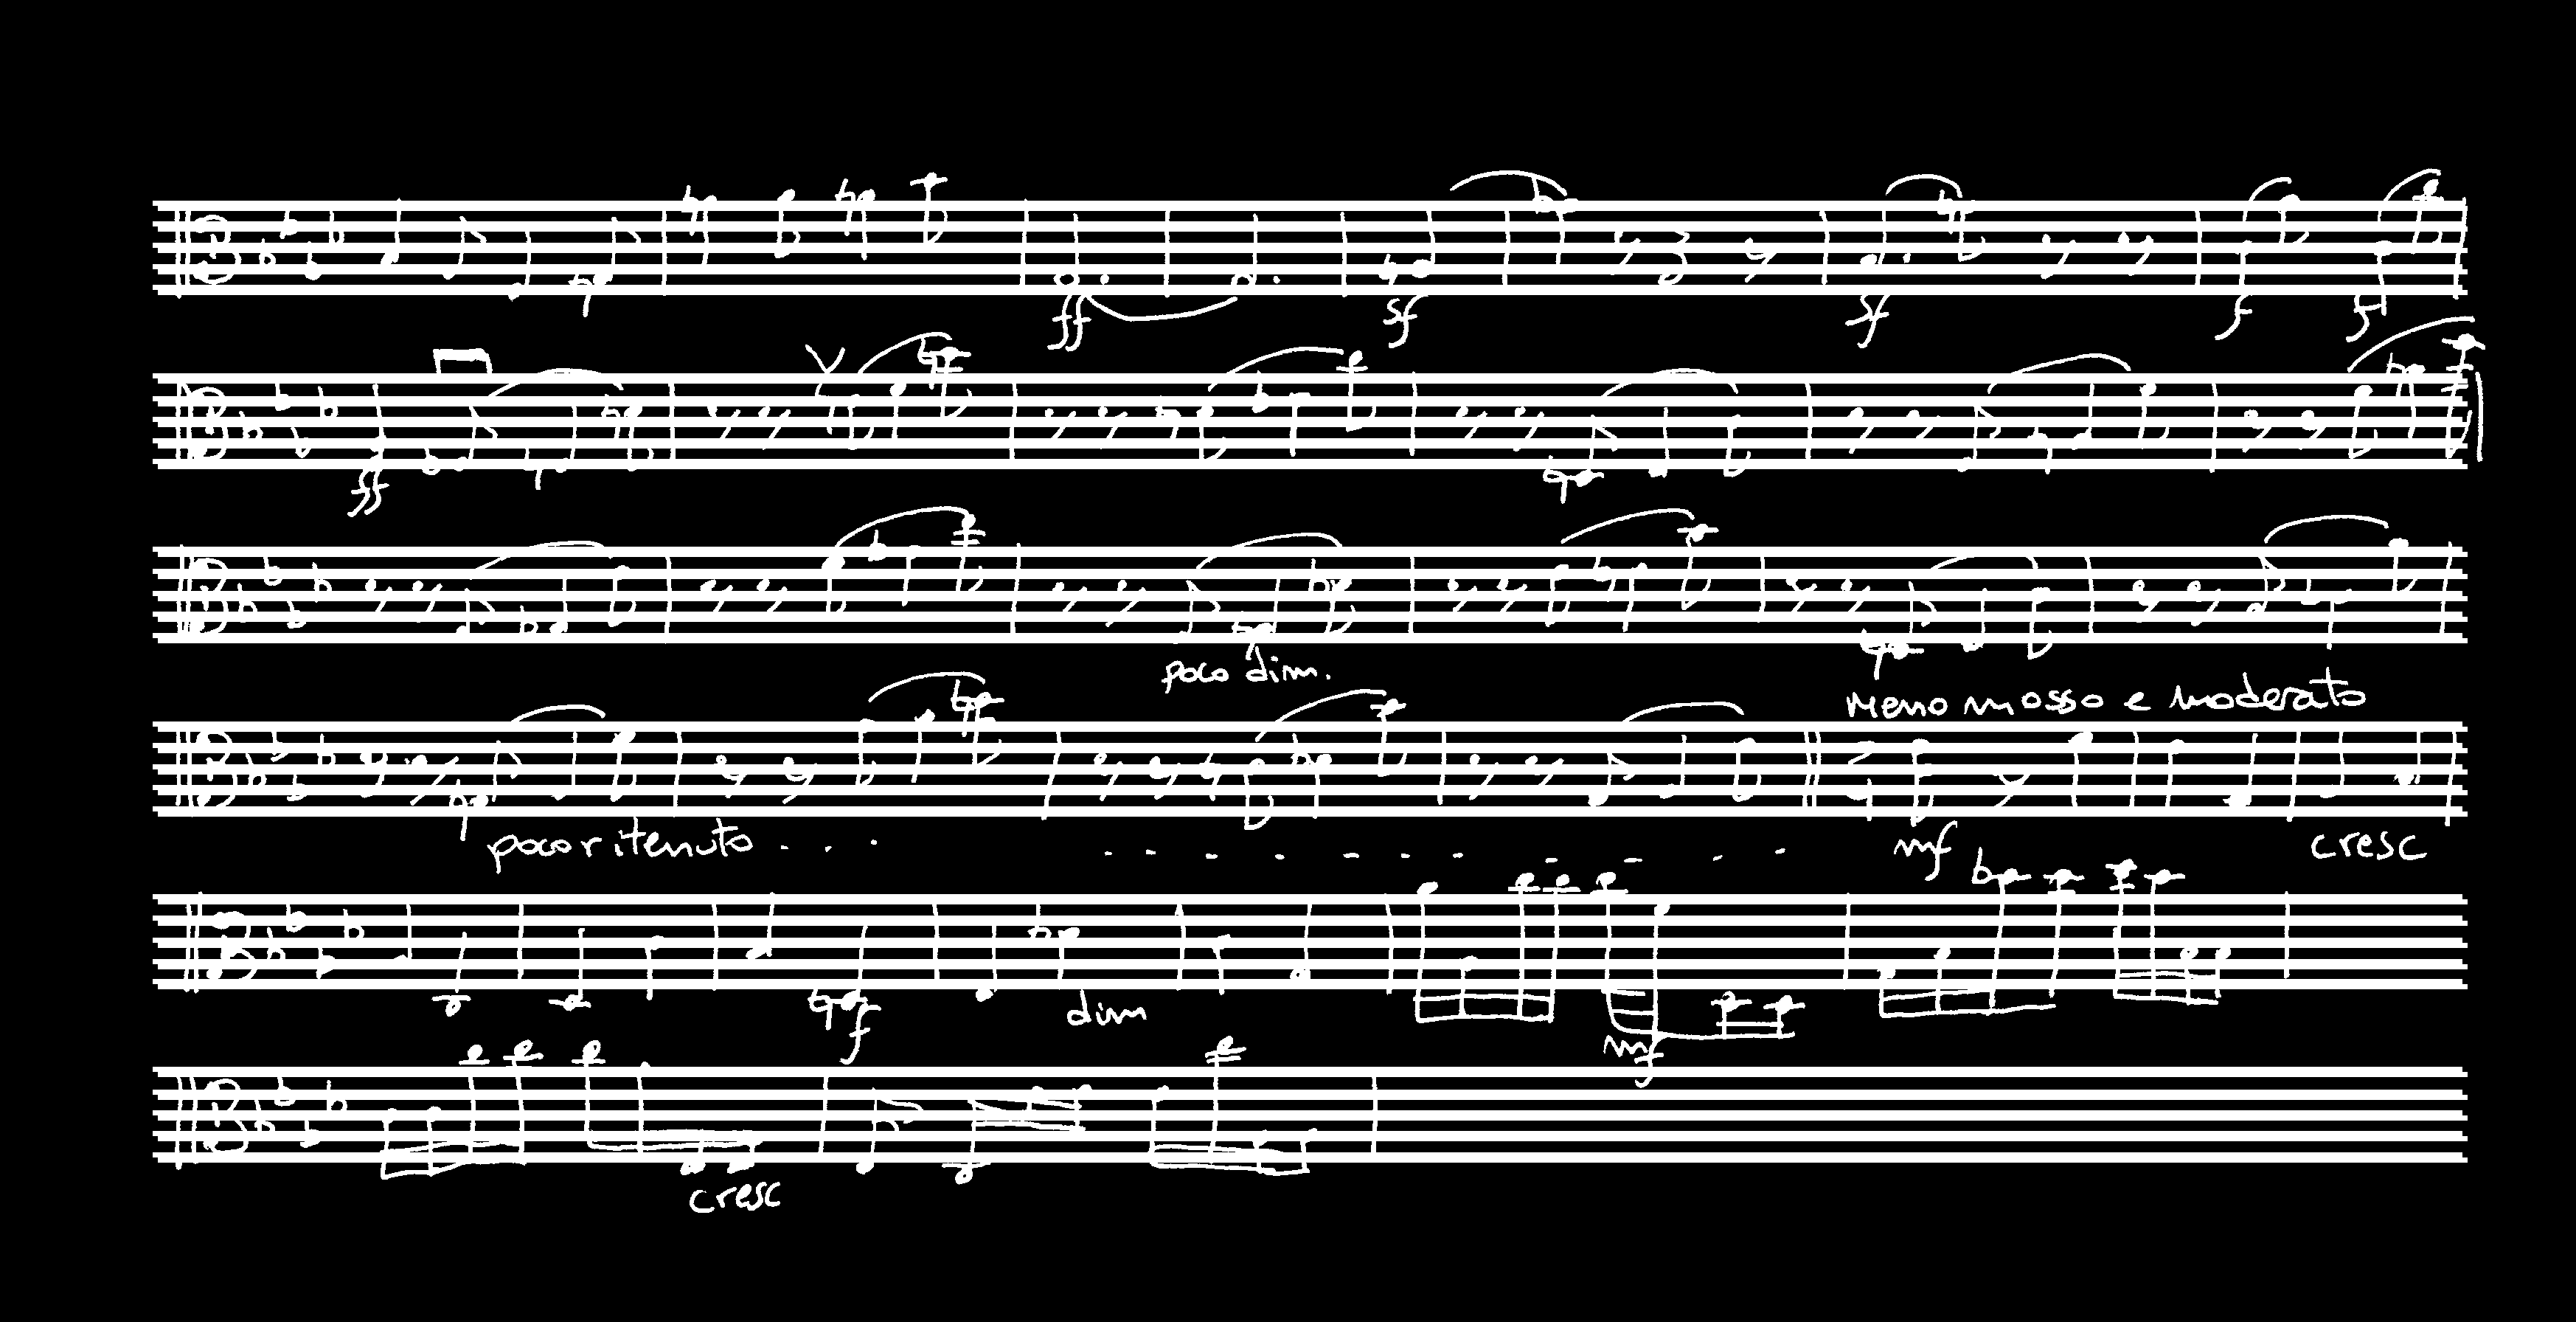 ff sf sf f f
ff
poco dim.
Meno mosso e moderato
poco ritenuto . . . . - . . - . . . - - . .
mf cresc
f dim mf
cresc